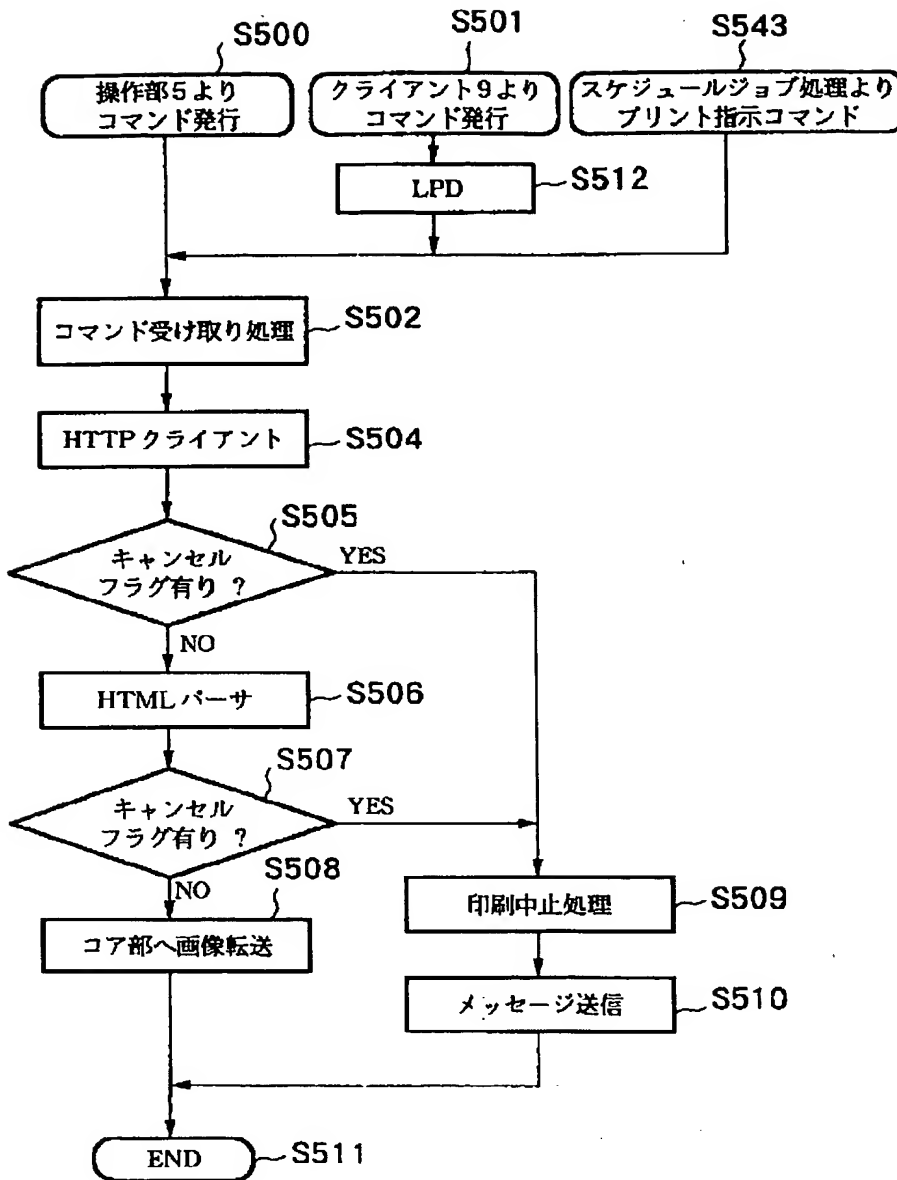 S500
S501
S543
操作部5より
コマンド発行
クライアント9より
コマンド発行
スケジュールジョブ処理より
プリント指示コマンド
LPD
S512
コマンド受け取り処理
S502
HTTPクライアント
S504
S505
キャンセル
フラグ有り ?
YES
NO
HTMLパーサ
S506
S507
キャンセル
フラグ有り ?
YES
NO
S508
コア部へ画像転送
印刷中止処理
S509
メッセージ送信
S510
END
S511